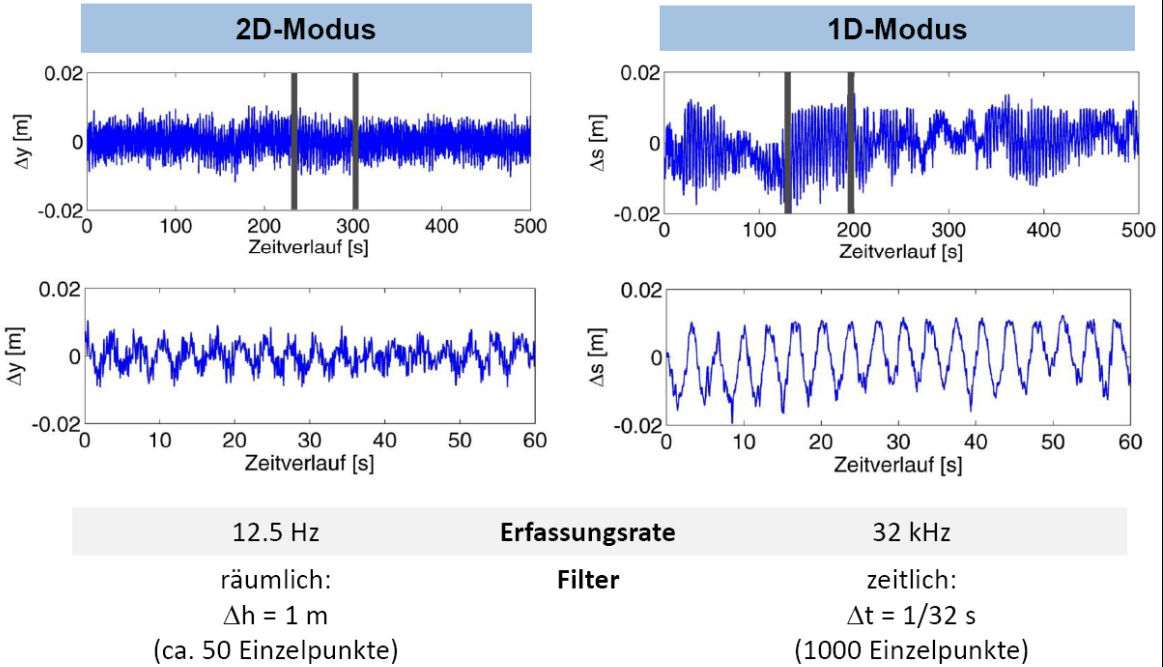 2D-Modus
1D-Modus
0.02
0
-0.02
Δy [m]
0 100 200 300 400 500
Zeitverlauf [s]
0.02
0
-0.02
Δs [m]
0 100 200 300 400 500
Zeitverlauf [s]
0.02
0
-0.02
Δy [m]
0 10 20 30 40 50 60
Zeitverlauf [s]
0.02
0
-0.02
Δs [m]
0 10 20 30 40 50 60
Zeitverlauf [s]
12.5 Hz Erfassungsrate 32 kHz
räumlich: Filter zeitlich:
Δh = 1 m Δt = 1/32 s
(ca. 50 Einzelpunkte) (1000 Einzelpunkte)